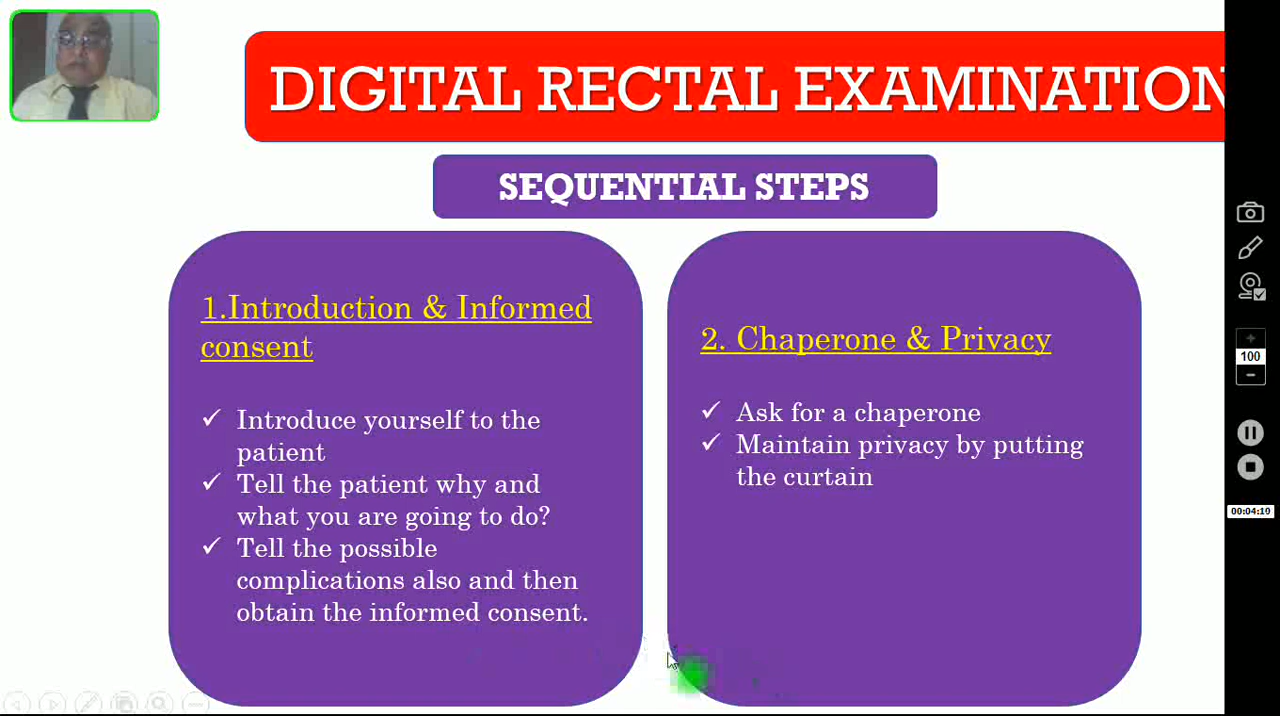 DIGITAL RECTAL EXAMINATION
SEQUENTIAL STEPS
1.Introduction & Informed
consent
✓ Introduce yourself to the
patient
✓ Tell the patient why and
what you are going to do?
✓ Tell the possible
complications also and then
obtain the informed consent.
2. Chaperone & Privacy
✓ Ask for a chaperone
✓ Maintain privacy by putting
the curtain
100
00:04:19